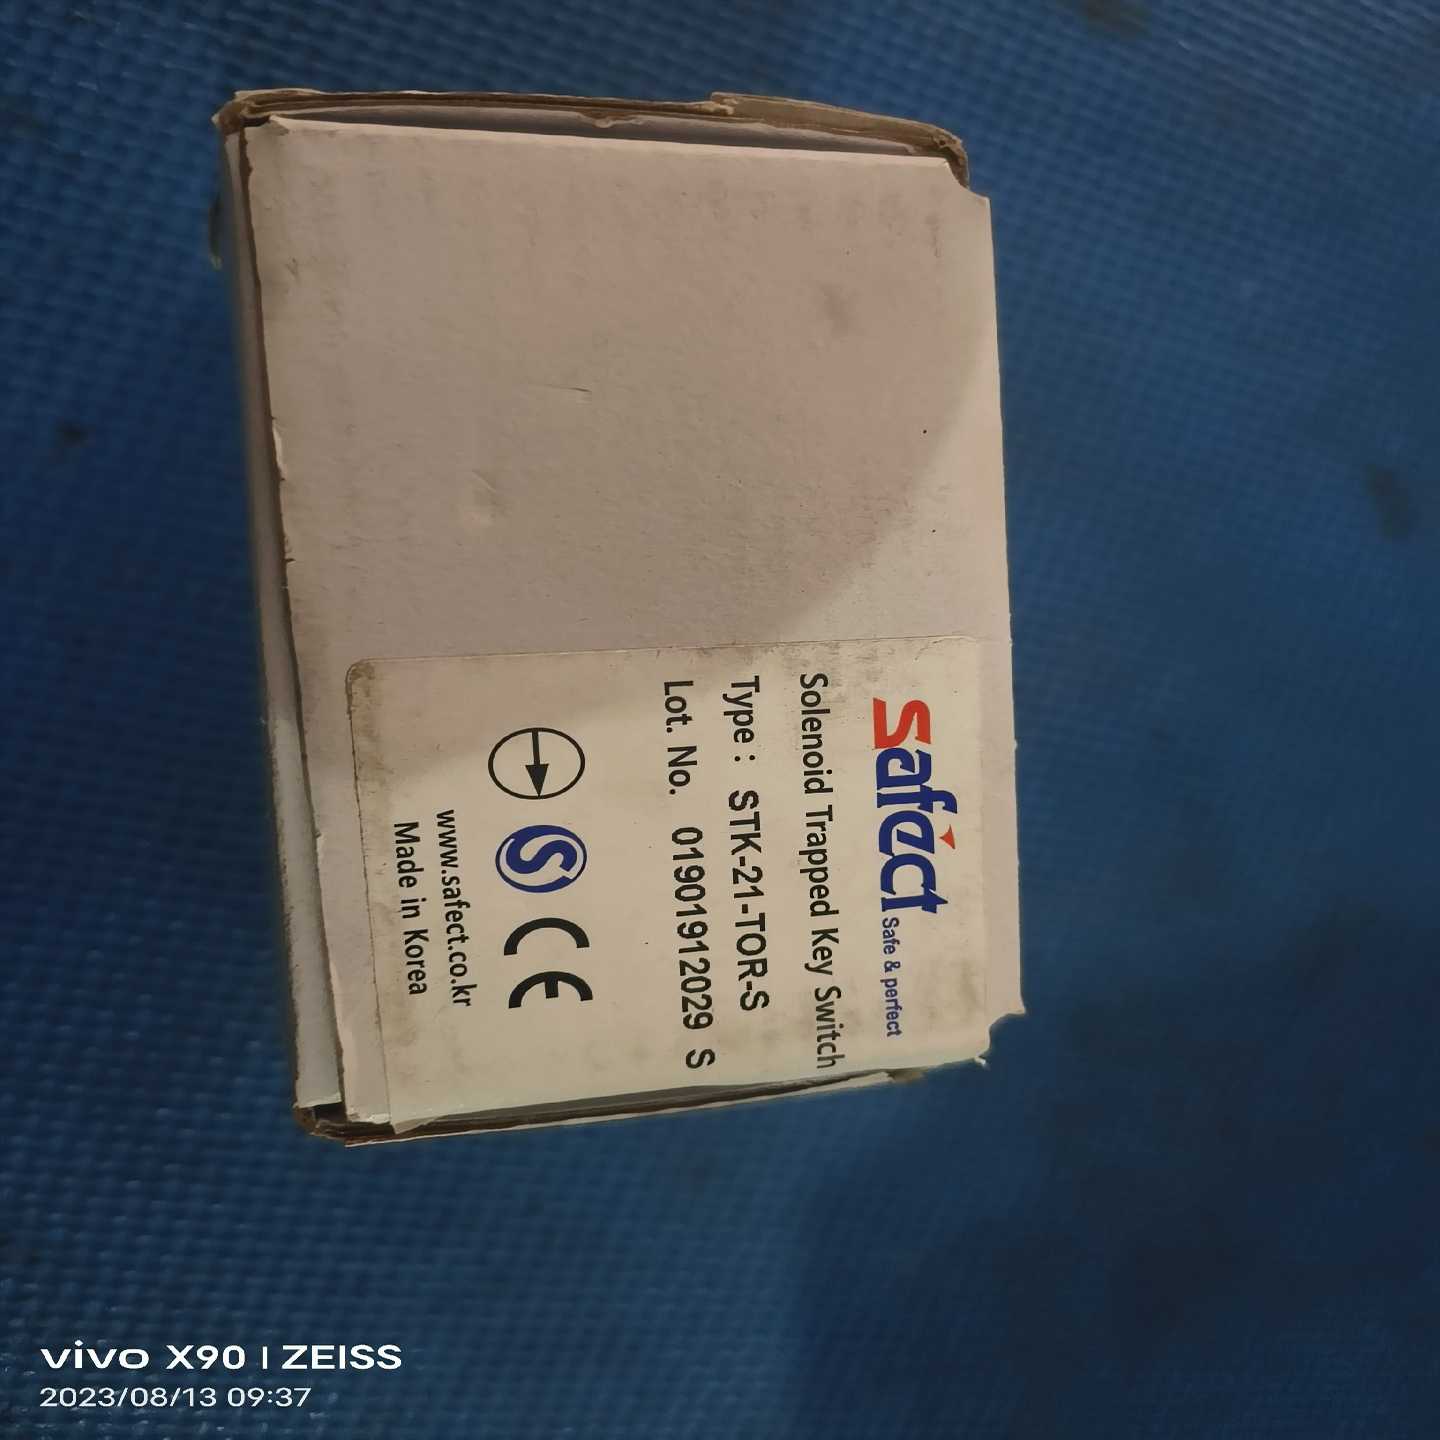 Safect Safe & perfect
Solenoid Trapped Key Switch
Type : STK-21-TOR-S
Lot. No. 01901912029 S
S CE
www.safect.co.kr
Made in Korea
vivo X90 | ZEISS
2023/08/13 09:37